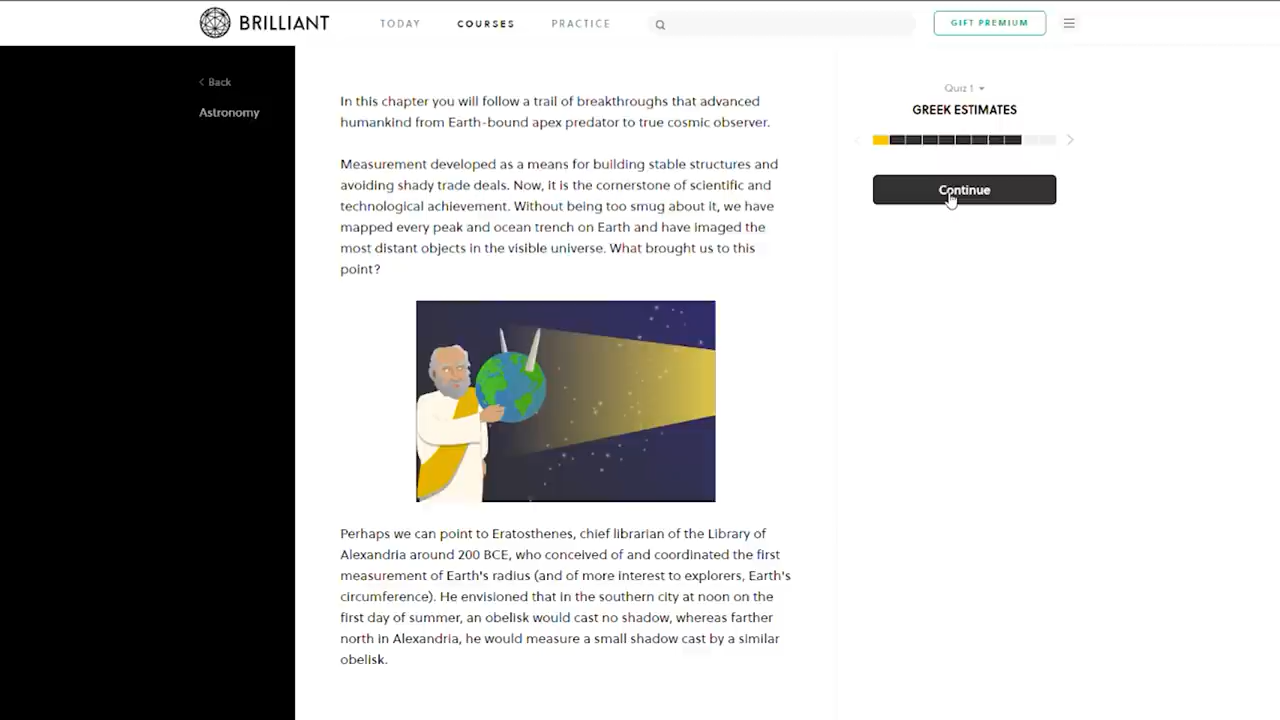 BRILLIANT
TODAY
COURSES
PRACTICE
GIFT PREMIUM
Back
Astronomy
In this chapter you will follow a trail of breakthroughs that advanced
humankind from Earth-bound apex predator to true cosmic observer.
Measurement developed as a means for building stable structures and
avoiding shady trade deals. Now, it is the cornerstone of scientific and
technological achievement. Without being too smug about it, we have
mapped every peak and ocean trench on Earth and have imaged the
most distant objects in the visible universe. What brought us to this
point?
Perhaps we can point to Eratosthenes, chief librarian of the Library of
Alexandria around 200 BCE, who conceived of and coordinated the first
measurement of Earth's radius (and of more interest to explorers, Earth's
circumference). He envisioned that in the southern city at noon on the
first day of summer, an obelisk would cast no shadow, whereas farther
north in Alexandria, he would measure a small shadow cast by a similar
obelisk.
Quiz 1
GREEK ESTIMATES
Continue